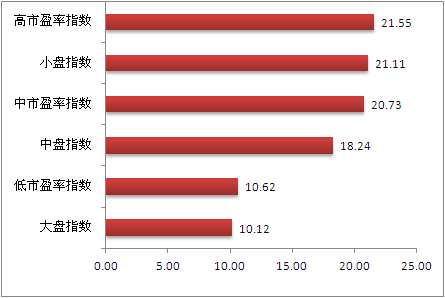 高市盈率指数 21.55
小盘指数 21.11
中市盈率指数 20.73
中盘指数 18.24
低市盈率指数 10.62
大盘指数 10.12
0.00 5.00 10.00 15.00 20.00 25.00